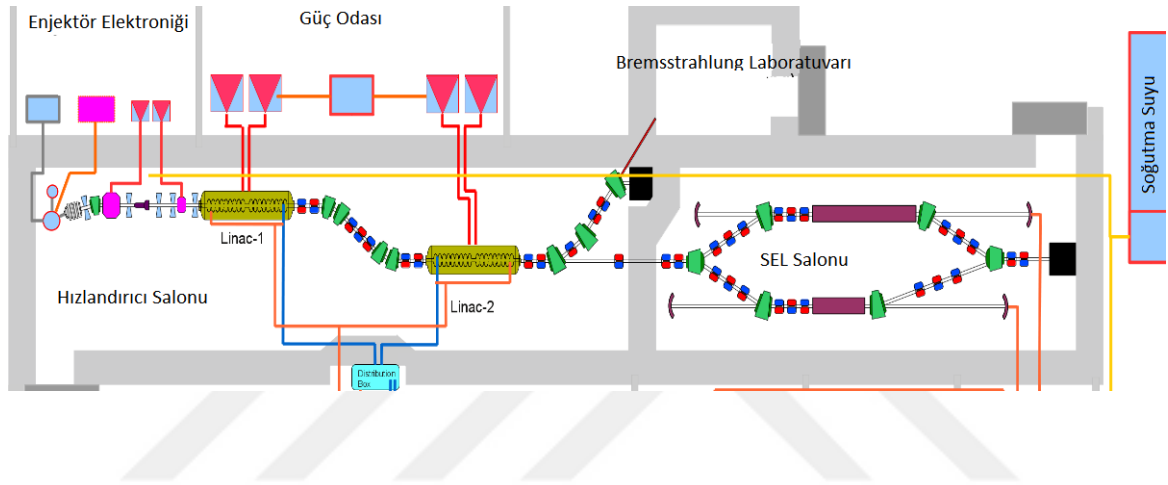 Enjektör Elektroniği
Güç Odası
Bremsstrahlung Laboratuvarı
Soğutma Suyu
Linac-1
SEL Salonu
Hızlandırıcı Salonu
Linac-2
Distribution
Box